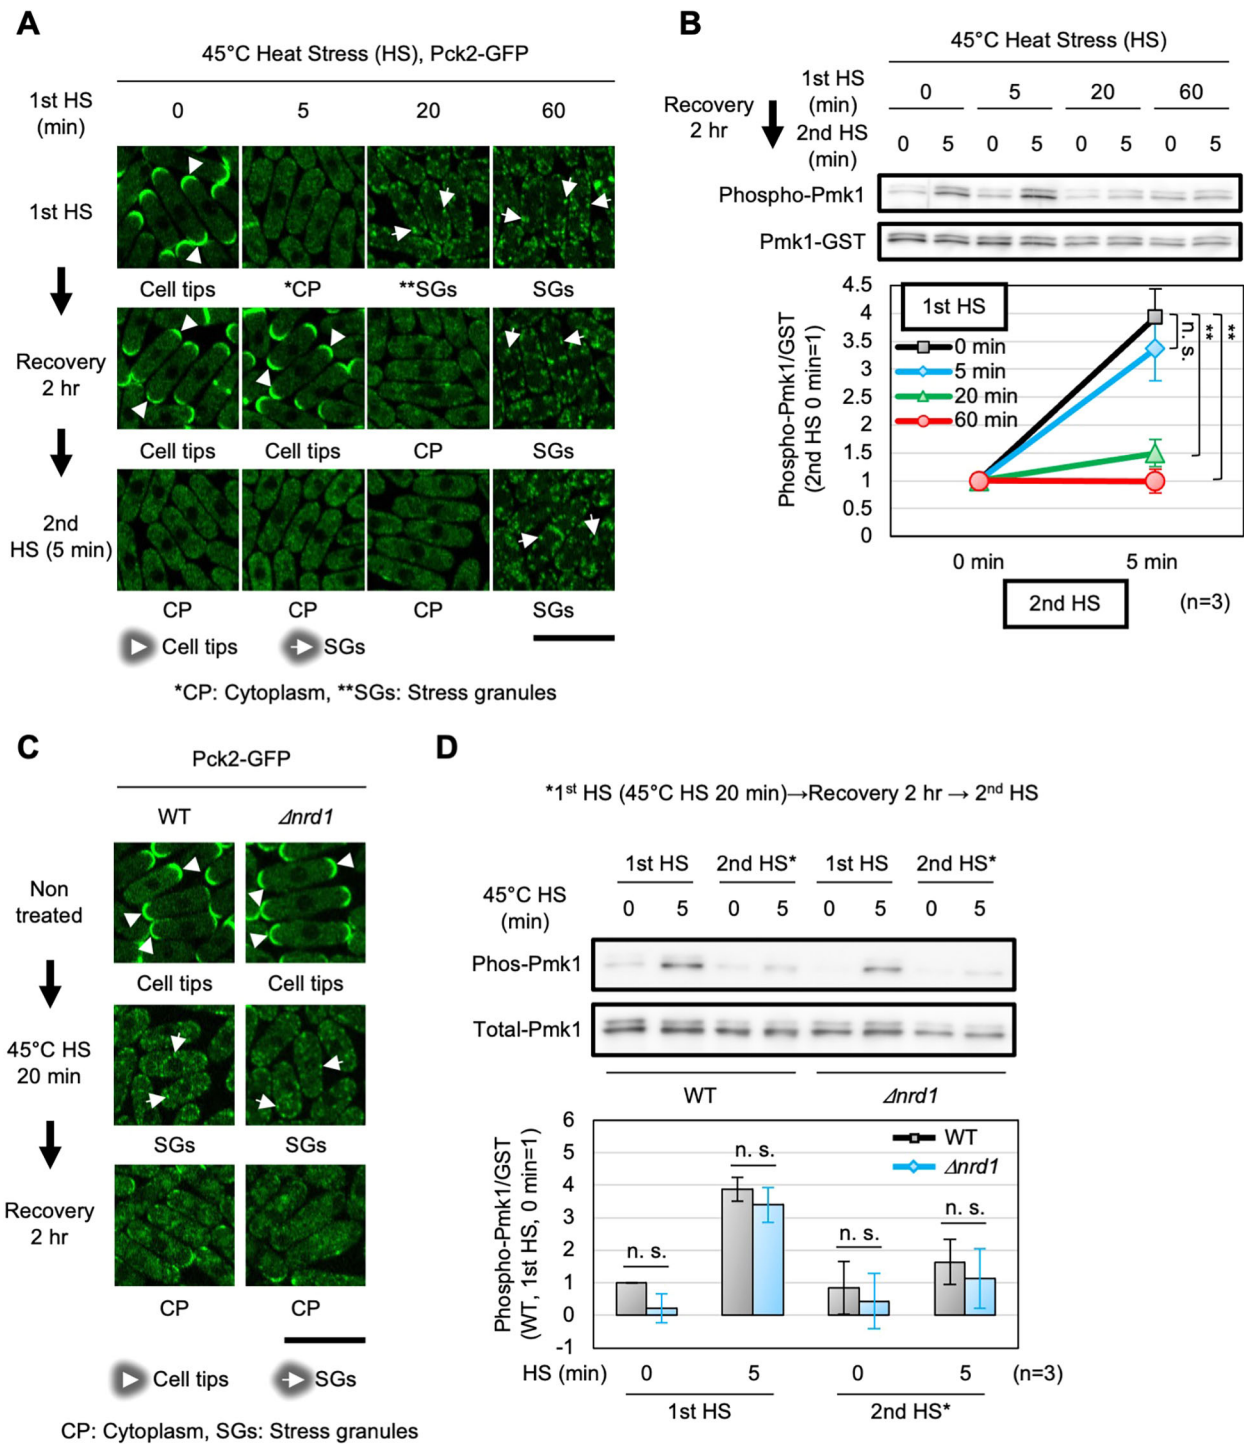 A
45°C Heat Stress (HS), Pck2-GFP
1st HS
(min)
0 5 20 60
1st HS
Cell tips *CP **SGs SGs
Recovery
2 hr
Cell tips Cell tips CP SGs
2nd
HS (5 min)
CP CP CP SGs
Cell tips SGs
*CP: Cytoplasm, **SGs: Stress granules
B
45°C Heat Stress (HS)
Recovery
2 hr
1st HS
(min)
0 5 20 60
2nd HS
(min)
0 5 0 5 0 5 0 5
Phospho-Pmk1
Pmk1-GST
Phospho-Pmk1/GST
(2nd HS 0 min=1)
4.5
4
3.5
3
2.5
2
1.5
1
0.5
0
1st HS
0 min
5 min
20 min
60 min
n. s.
**
**
0 min 5 min
2nd HS
(n=3)
C
Pck2-GFP
WT Δnrd1
Non
treated
Cell tips Cell tips
45°C HS
20 min
SGs SGs
Recovery
2 hr
CP CP
Cell tips SGs
CP: Cytoplasm, SGs: Stress granules
D
*1st HS (45°C HS 20 min)→Recovery 2 hr → 2nd HS
1st HS 2nd HS* 1st HS 2nd HS*
45°C HS
(min)
0 5 0 5 0 5 0 5
Phos-Pmk1
Total-Pmk1
WT Δnrd1
Phospho-Pmk1/GST
(WT, 1st HS, 0 min=1)
6
5
4
3
2
1
0
-1
WT
Δnrd1
n. s.
n. s.
n. s.
n. s.
HS (min) 0 5 0 5 (n=3)
1st HS 2nd HS*